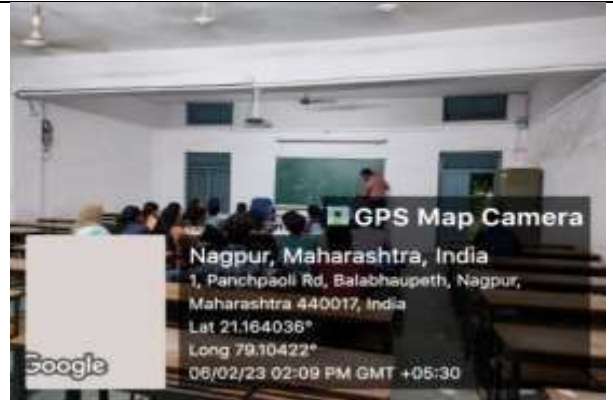 GPS Map Camera
Nagpur, Maharashtra, India
1, Panchpaoli Rd, Balabhaupeth, Nagpur,
Maharashtra 440017, India
Lat 21.164036°
Long 79.10422°
06/02/23 02:09 PM GMT +05:30
Google